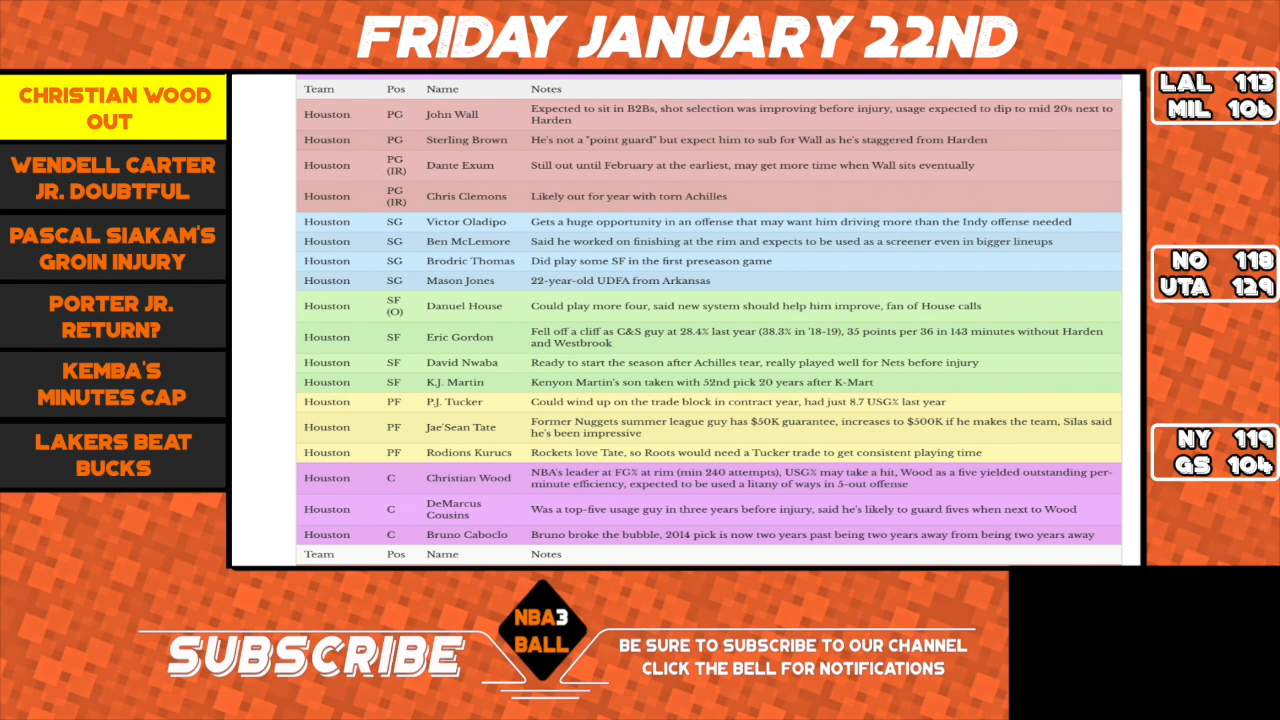 FRIDAY JANUARY 22ND
CHRISTIAN WOOD
OUT
WENDELL CARTER
JR. DOUBTFUL
PASCAL SIAKAM'S
GROIN INJURY
PORTER JR.
RETURN?
KEMBA'S
MINUTES CAP
LAKERS BEAT
BUCKS
Team Pos Name Notes
Houston PG John Wall Expected to sit in B2Bs, shot selection was improving before injury, usage expected to dip to mid 20s next to
Harden
Houston PG Sterling Brown He's not a "point guard" but expect him to sub for Wall as he's staggered from Harden
Houston PG (IR) Dante Exum Still out until February at the earliest, may get more time when Wall sits eventually
Houston PG (IR) Chris Clemons Likely out for year with torn Achilles
Houston SG Victor Oladipo Gets a huge opportunity in an offense that may want him driving more than the Indy offense needed
Houston SG Ben McLemore Said he worked on finishing at the rim and expects to be used as a screener even in bigger lineups
Houston SG Brodric Thomas Did play some SF in the first preseason game
Houston SG Mason Jones 22-year-old UDFA from Arkansas
Houston SF (O) Danuel House Could play more four, said new system should help him improve, fan of House calls
Houston SF Eric Gordon Fell off a cliff as C&S guy at 28.4% last year (38.3% in '18-19), 35 points per 36 in 143 minutes without Harden
and Westbrook
Houston SF David Nwaba Ready to start the season after Achilles tear, really played well for Nets before injury
Houston SF K.J. Martin Kenyon Martin's son taken with 52nd pick 20 years after K-Mart
Houston PF P.J. Tucker Could wind up on the trade block in contract year, had just 8.7 USG% last year
Houston PF Jae'Sean Tate Former Nuggets summer league guy has $50K guarantee, increases to $500K if he makes the team, Silas said
he's been impressive
Houston PF Rodions Kurucs Rockets love Tate, so Roots would need a Tucker trade to get consistent playing time
Houston C Christian Wood NBA's leader at FG% at rim (min 240 attempts), USG% may take a hit, Wood as a five yielded outstanding per-
minute efficiency, expected to be used a litany of ways in 5-out offense
Houston C DeMarcus Cousins Was a top-five usage guy in three years before injury, said he's likely to guard fives when next to Wood
Houston C Bruno Caboclo Bruno broke the bubble, 2014 pick is now two years past being two years away from being two years away
Team Pos Name Notes
LAL 113
MIL 106
NO 118
UTA 129
NY 119
GS 104
SUBSCRIBE
NBA3
BALL
BE SURE TO SUBSCRIBE TO OUR CHANNEL
CLICK THE BELL FOR NOTIFICATIONS